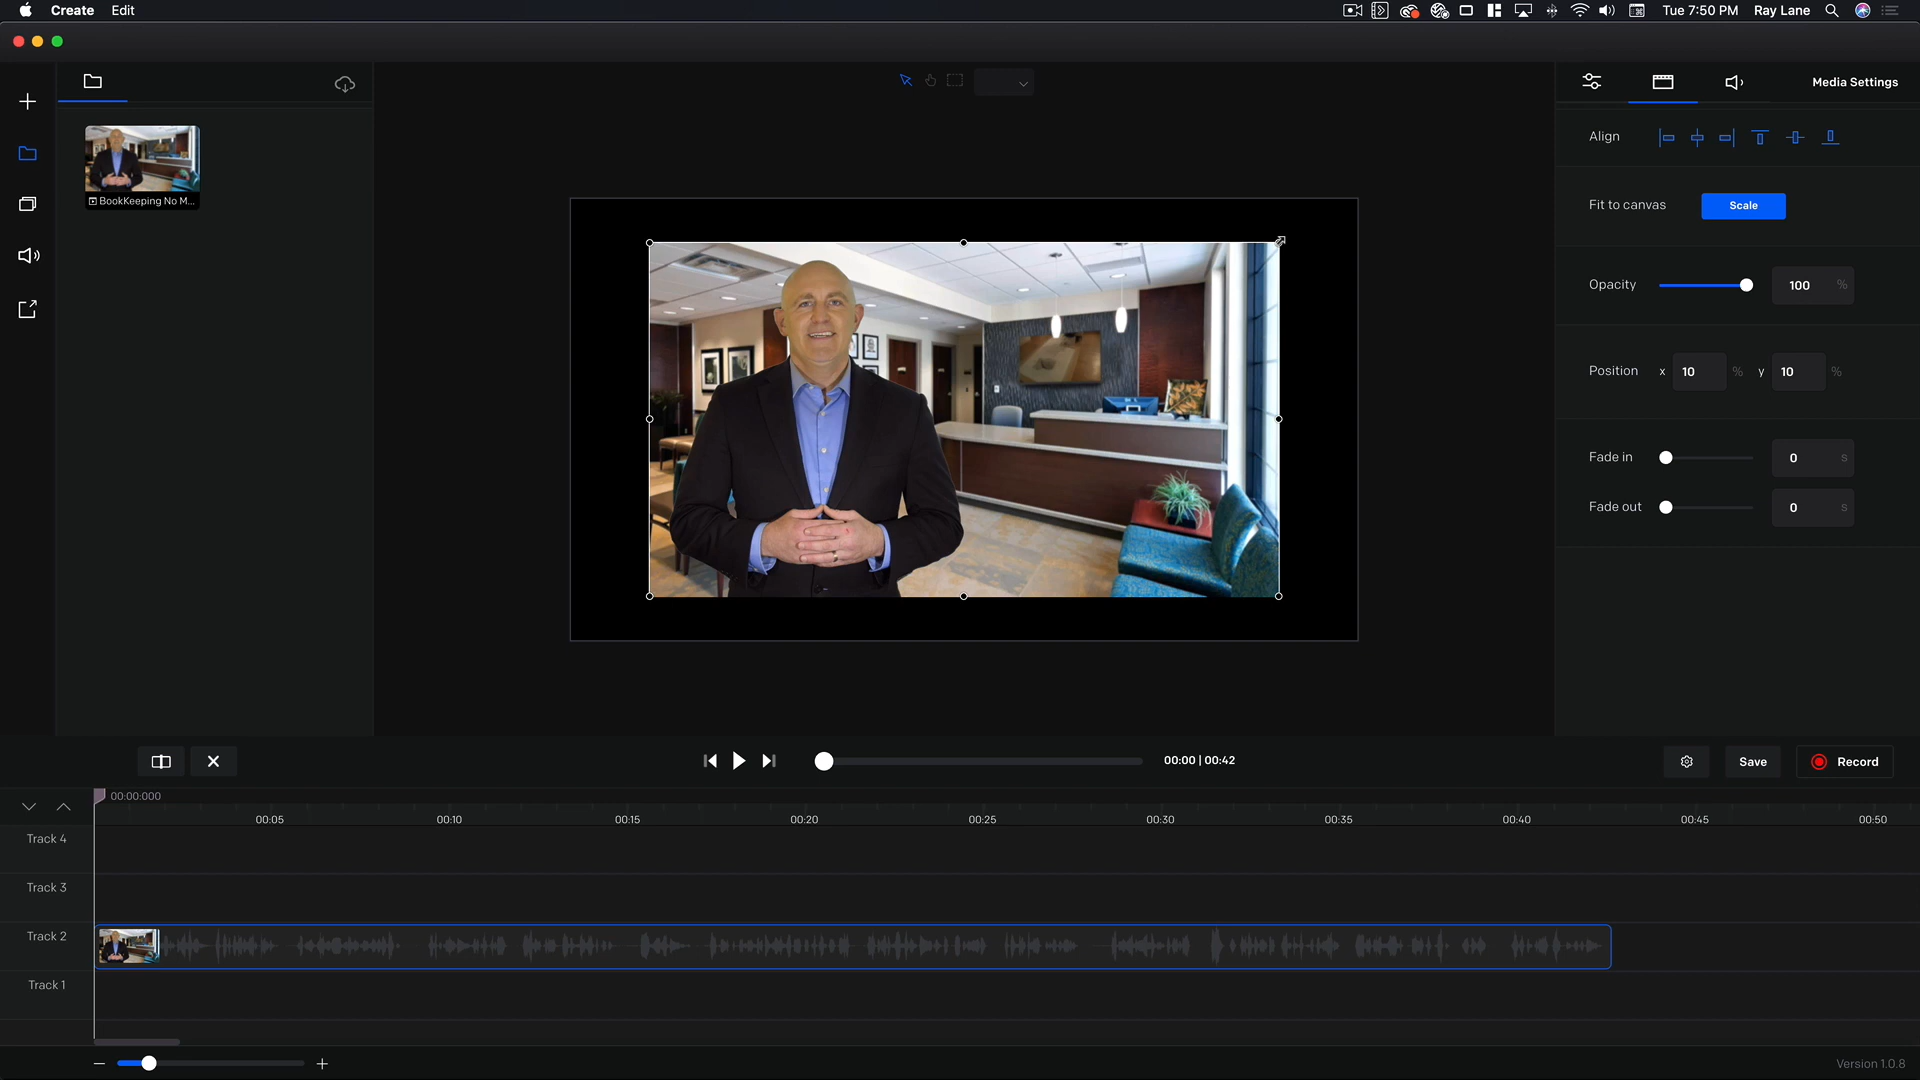 Create Edit
Tue 7:50 PM Ray Lane
Media Settings
Align
BookKeeping No M...
Fit to canvas Scale
Opacity 100 %
Position x 10 % y 10 %
Fade in 0 s
Fade out 0 s
00:00 | 00:42
Save
Record
00:00:000
00:05 00:10 00:15 00:20 00:25 00:30 00:35 00:40 00:45 00:50
Track 4
Track 3
Track 2
Track 1
Version 1.0.8